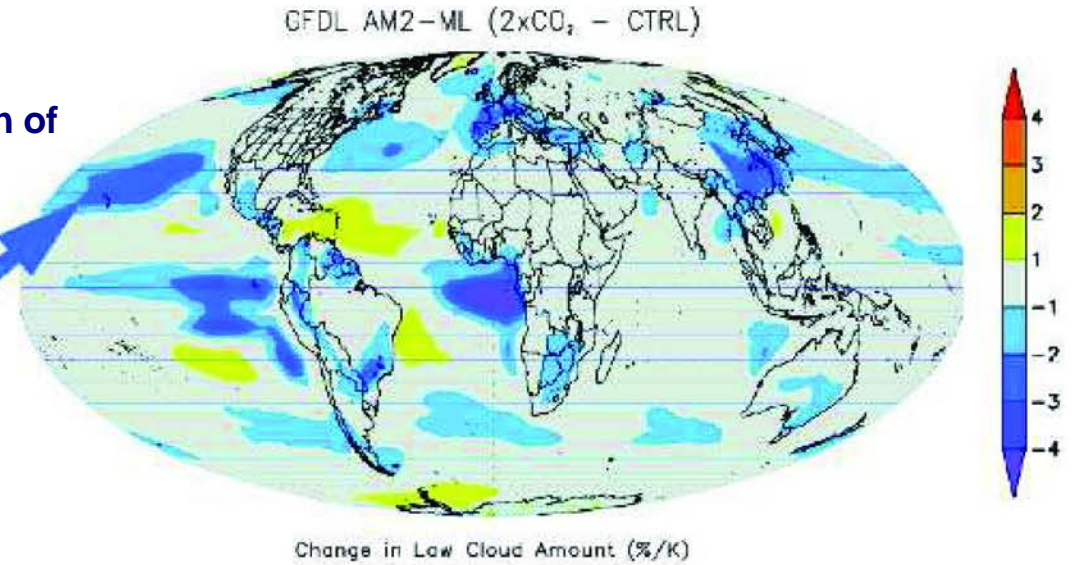 GFDL AM2-ML (2xCO₂ - CTRL)
n of
4
3
2
1
-1
-2
-3
-4
Change in Low Cloud Amount (%/K)